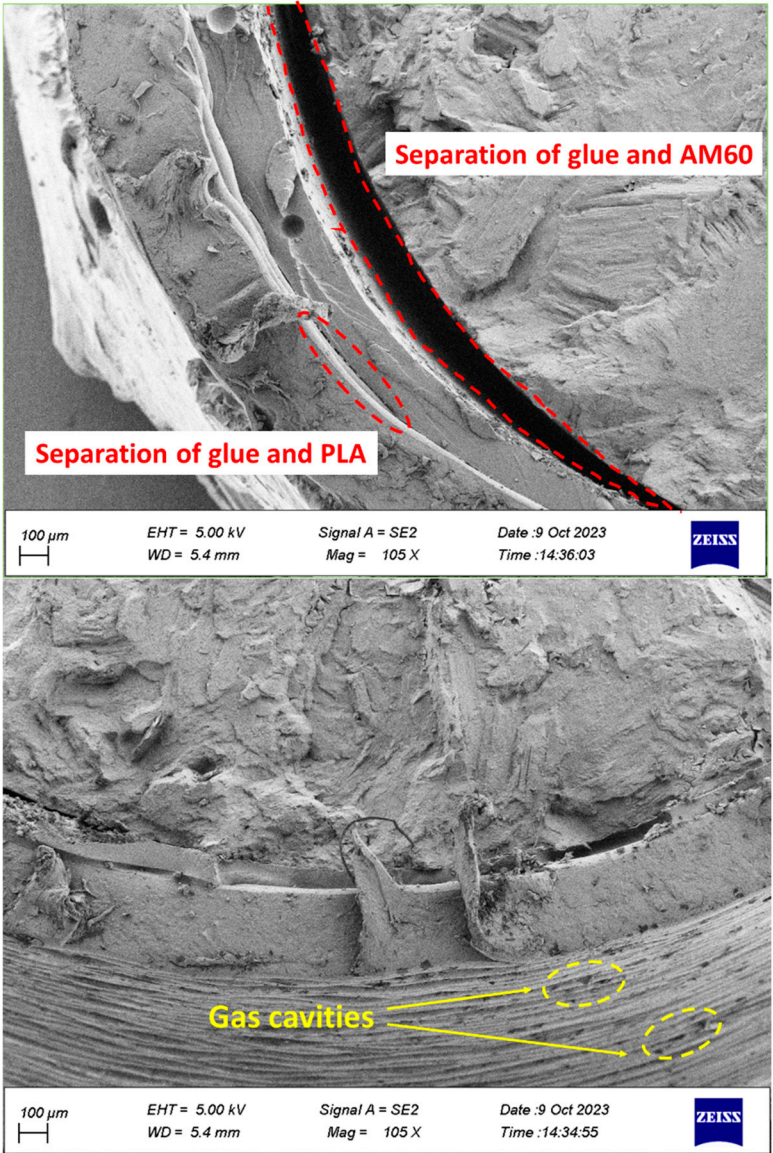 Separation of glue and AM60
Separation of glue and PLA
100 µm
EHT = 5.00 kV
Signal A = SE2
Date :9 Oct 2023
WD = 5.4 mm
Mag = 105 X
Time :14:36:03
ZEISS
Gas cavities
100 µm
EHT = 5.00 kV
Signal A = SE2
Date :9 Oct 2023
WD = 5.4 mm
Mag = 105 X
Time :14:34:55
ZEISS